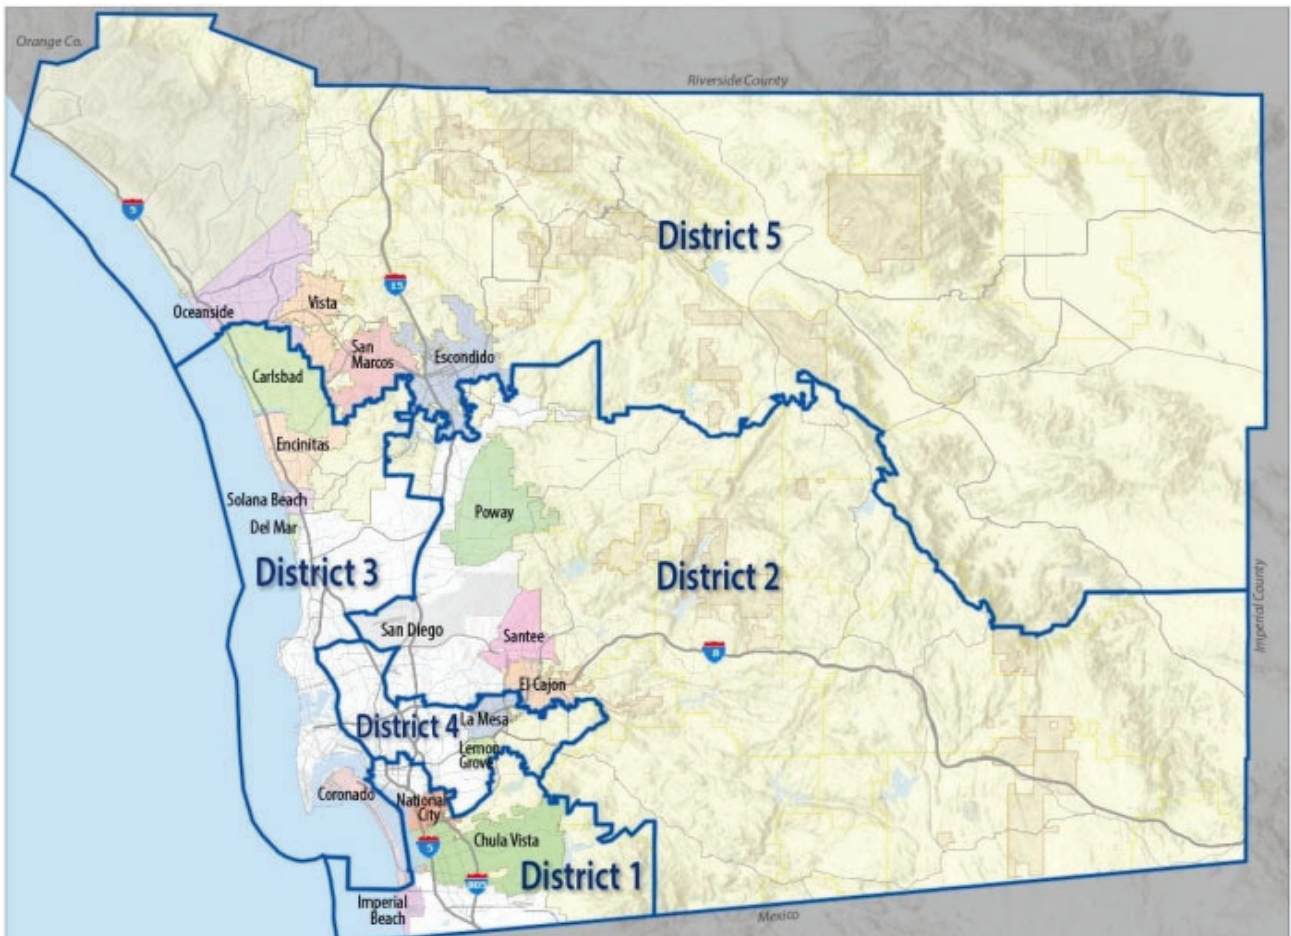 Orange Co.
Riverside County
5
District 5
15
Oceanside
Vista
San
Marcos
Escondido
Carlsbad
Encinitas
Solana Beach
Del Mar
Poway
District 3
District 2
Imperial County
San Diego
Santee
8
El Cajon
District 4
La Mesa
Lemon
Grove
Coronado
National
City
Chula Vista
5
District 1
805
Imperial
Beach
Mexico